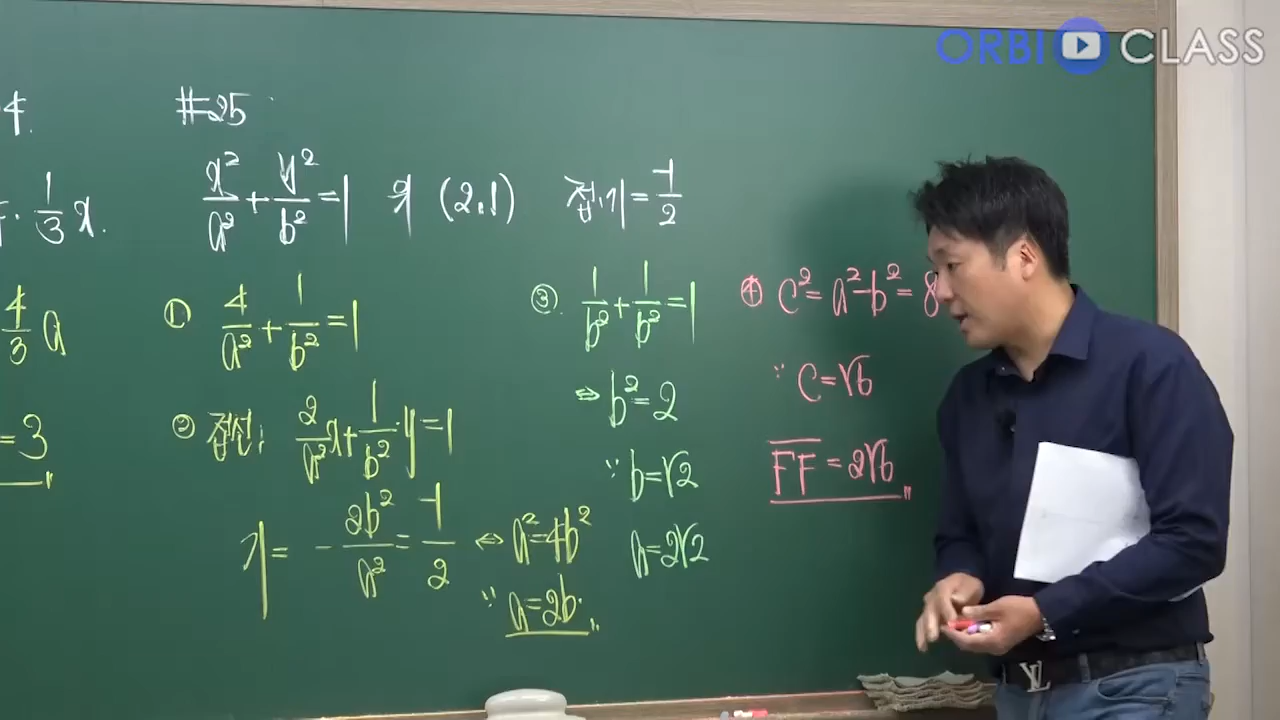 ORBI CLASS
4.
#25
x²/a² + y²/b² = 1 위 (2,1) 접.기 = -1/2
1/3 x.
① 4/a² + 1/b² = 1
③. 1/b² + 1/b² = 1
④ c² = a² - b² = 8
4/3 a
⇔ b² = 2
∵ c = √6
= 3
② 접선; 2/a² x + 1/b² · y = 1
∵ b = √2
FF = 2√6
기 = - 2b²/a² = -1/2 ⇔ a² = 4b²
a = 2√2
∵ a = 2b.